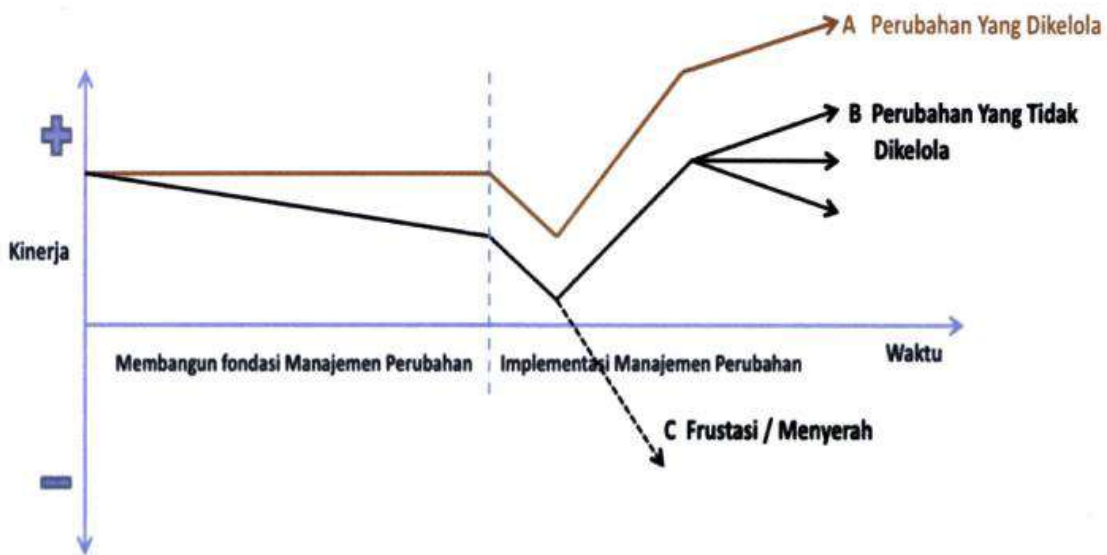 A Perubahan Yang Dikelola
B Perubahan Yang Tidak
Dikelola
Kinerja
Waktu
Membangun fondasi Manajemen Perubahan
Implementasi Manajemen Perubahan
C Frustasi / Menyerah